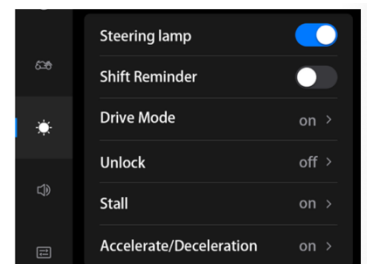 Steering lamp
Shift Reminder
Drive Mode on >
Unlock off >
Stall on >
Accelerate/Deceleration on >